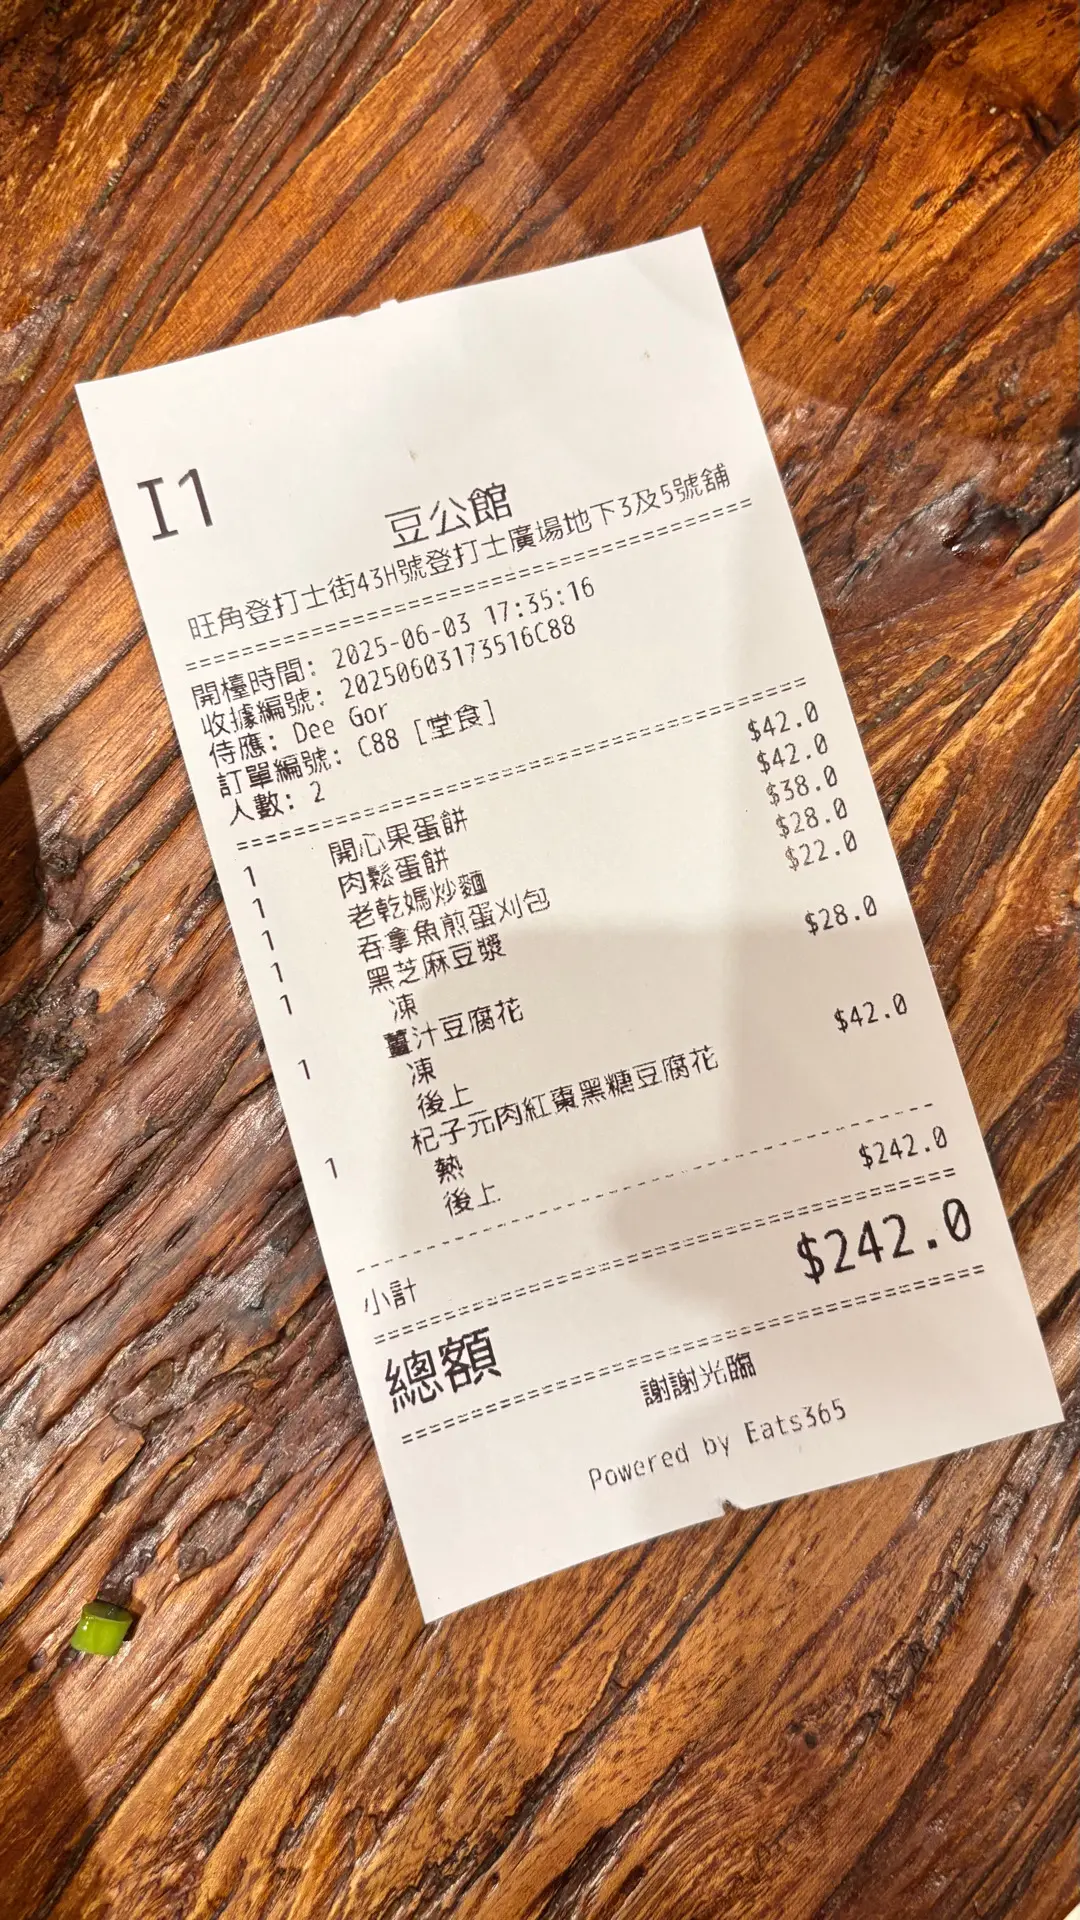 I1
豆公館
旺角登打士街43H號登打士廣場地下3及5號舖
開檯時間: 2025-06-03 17:35:16
收據編號: 20250603173516C88
侍應: Dee Gor
訂單編號: C88 [堂食]
人數: 2
1 開心果蛋餅 $42.0
1 肉鬆蛋餅 $42.0
1 老乾媽炒麵 $38.0
1 吞拿魚煎蛋刈包 $28.0
1 黑芝麻豆漿 $22.0
凍
1 薑汁豆腐花 $28.0
凍
後上
1 杞子元肉紅棗黑糖豆腐花 $42.0
熱
後上
小計 $242.0
總額 $242.0
謝謝光臨
Powered by Eats365